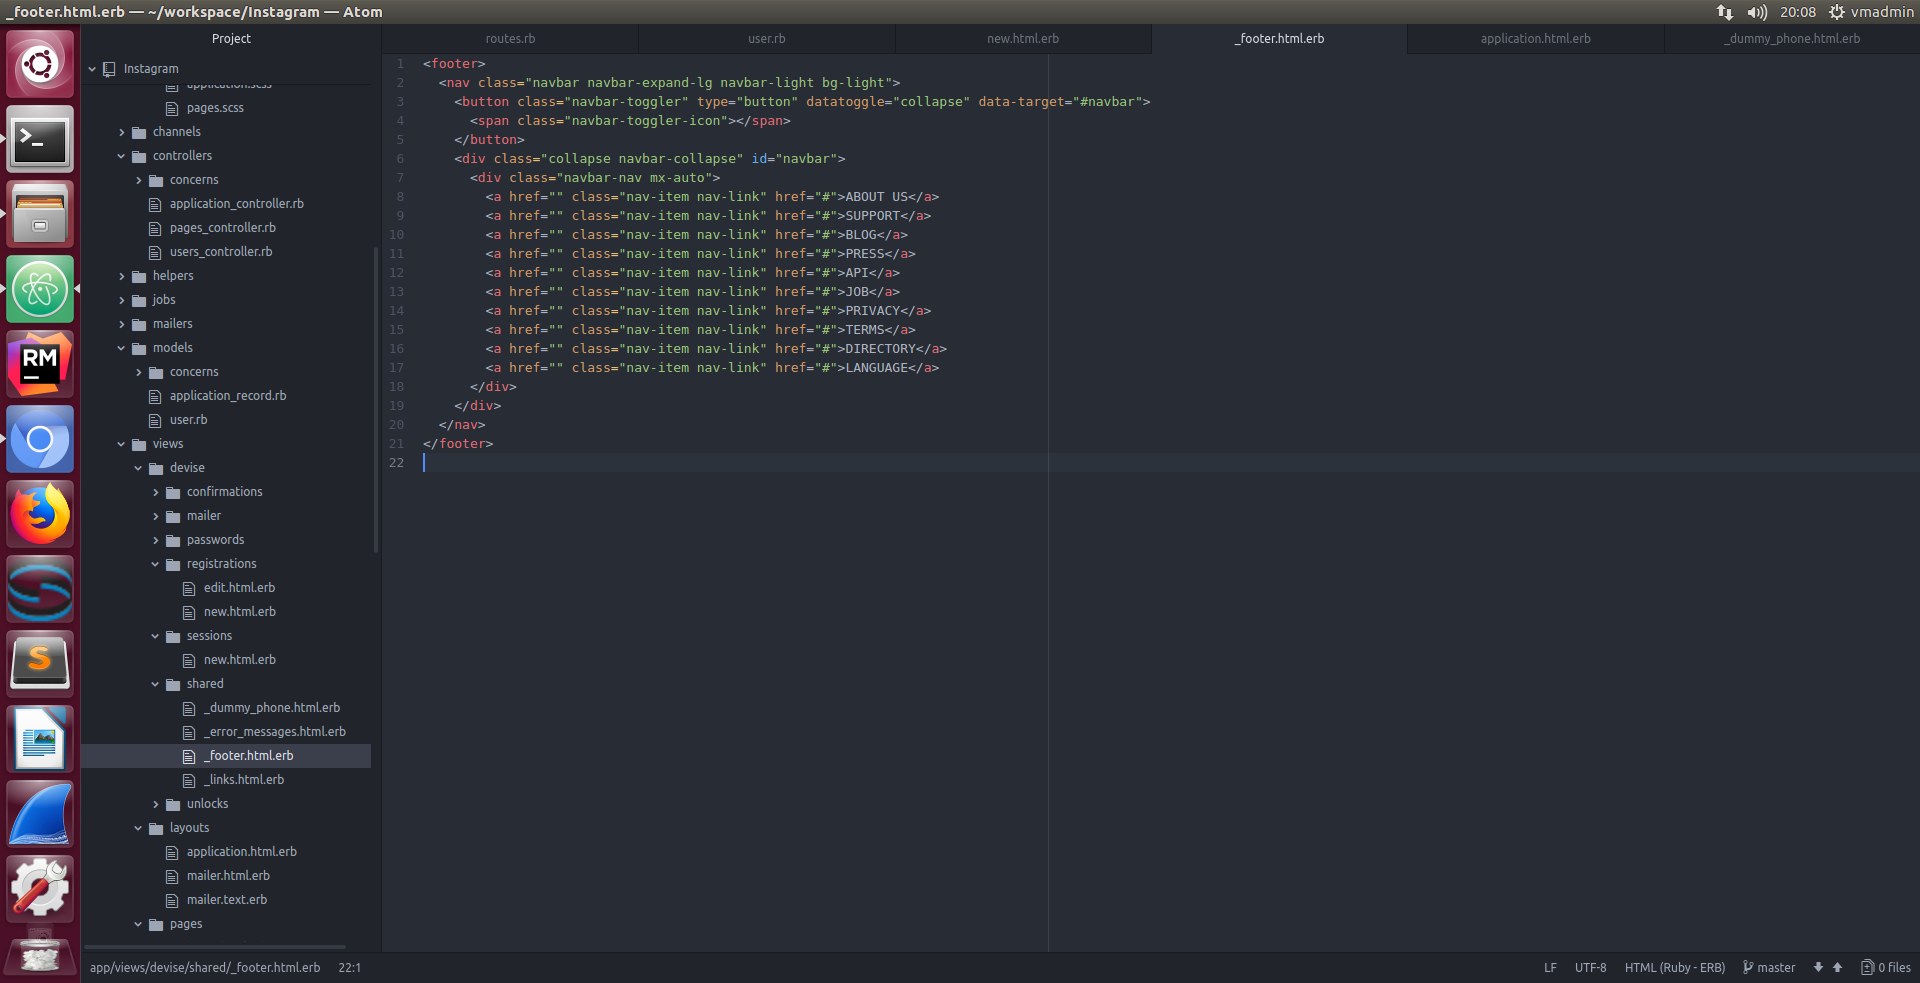 _footer.html.erb — ~/workspace/Instagram — Atom
20:08
vmadmin
Project
Instagram
application.scss
pages.scss
channels
controllers
concerns
application_controller.rb
pages_controller.rb
users_controller.rb
helpers
jobs
mailers
models
concerns
application_record.rb
user.rb
views
devise
confirmations
mailer
passwords
registrations
edit.html.erb
new.html.erb
sessions
new.html.erb
shared
_dummy_phone.html.erb
_error_messages.html.erb
_footer.html.erb
_links.html.erb
unlocks
layouts
application.html.erb
mailer.html.erb
mailer.text.erb
pages
RM
S
routes.rb
user.rb
new.html.erb
_footer.html.erb
application.html.erb
_dummy_phone.html.erb
1 <footer>
2 <nav class="navbar navbar-expand-lg navbar-light bg-light">
3 <button class="navbar-toggler" type="button" datatoggle="collapse" data-target="#navbar">
4 <span class="navbar-toggler-icon"></span>
5 </button>
6 <div class="collapse navbar-collapse" id="navbar">
7 <div class="navbar-nav mx-auto">
8 <a href="" class="nav-item nav-link" href="#">ABOUT US</a>
9 <a href="" class="nav-item nav-link" href="#">SUPPORT</a>
10 <a href="" class="nav-item nav-link" href="#">BLOG</a>
11 <a href="" class="nav-item nav-link" href="#">PRESS</a>
12 <a href="" class="nav-item nav-link" href="#">API</a>
13 <a href="" class="nav-item nav-link" href="#">JOB</a>
14 <a href="" class="nav-item nav-link" href="#">PRIVACY</a>
15 <a href="" class="nav-item nav-link" href="#">TERMS</a>
16 <a href="" class="nav-item nav-link" href="#">DIRECTORY</a>
17 <a href="" class="nav-item nav-link" href="#">LANGUAGE</a>
18 </div>
19 </div>
20 </nav>
21 </footer>
22
app/views/devise/shared/_footer.html.erb 22:1
LF UTF-8 HTML (Ruby - ERB) master 0 files